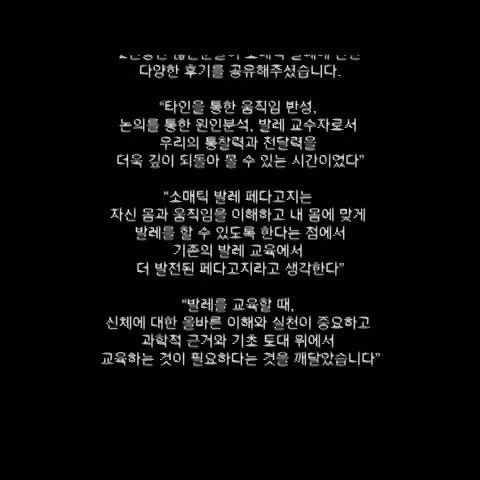 다양한 후기를 공유해주셨습니다.
“타인을 통한 움직임 반성,
논의를 통한 원인분석, 발레 교수자로서
우리의 통찰력과 전달력을
더욱 깊이 되돌아 볼 수 있는 시간이었다”
“소매틱 발레 페다고지는
자신 몸과 움직임을 이해하고 내 몸에 맞게
발레를 할 수 있도록 한다는 점에서
기존의 발레 교육에서
더 발전된 페다고지라고 생각한다”
“발레를 교육할 때,
신체에 대한 올바른 이해와 실천이 중요하고
과학적 근거와 기초 토대 위에서
교육하는 것이 필요하다는 것을 깨달았습니다”